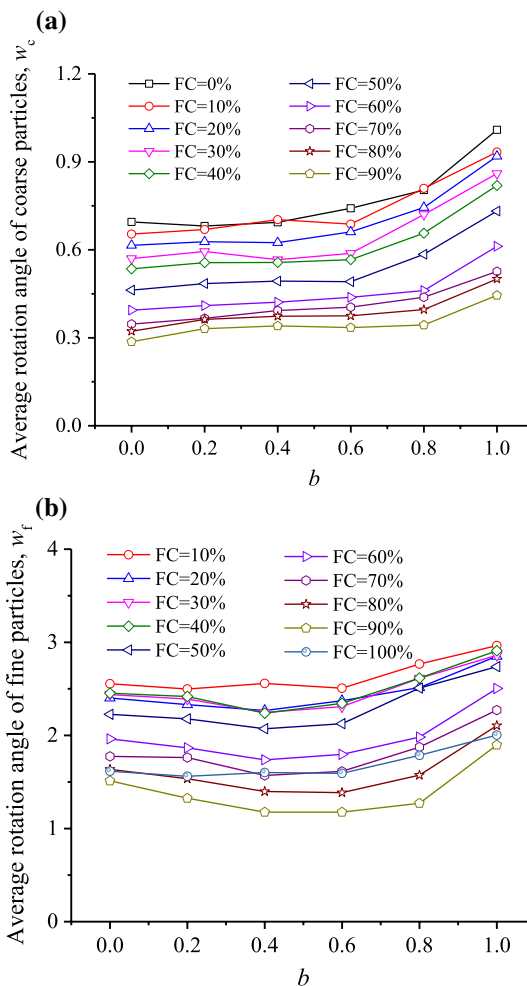 (a)
Average rotation angle of coarse particles, w_c
1.2
0.9
0.6
0.3
0.0
FC=0%
FC=10%
FC=20%
FC=30%
FC=40%
FC=50%
FC=60%
FC=70%
FC=80%
FC=90%
0.0 0.2 0.4 0.6 0.8 1.0
b
(b)
Average rotation angle of fine particles, w_f
4
3
2
1
0
FC=10%
FC=20%
FC=30%
FC=40%
FC=50%
FC=60%
FC=70%
FC=80%
FC=90%
FC=100%
0.0 0.2 0.4 0.6 0.8 1.0
b